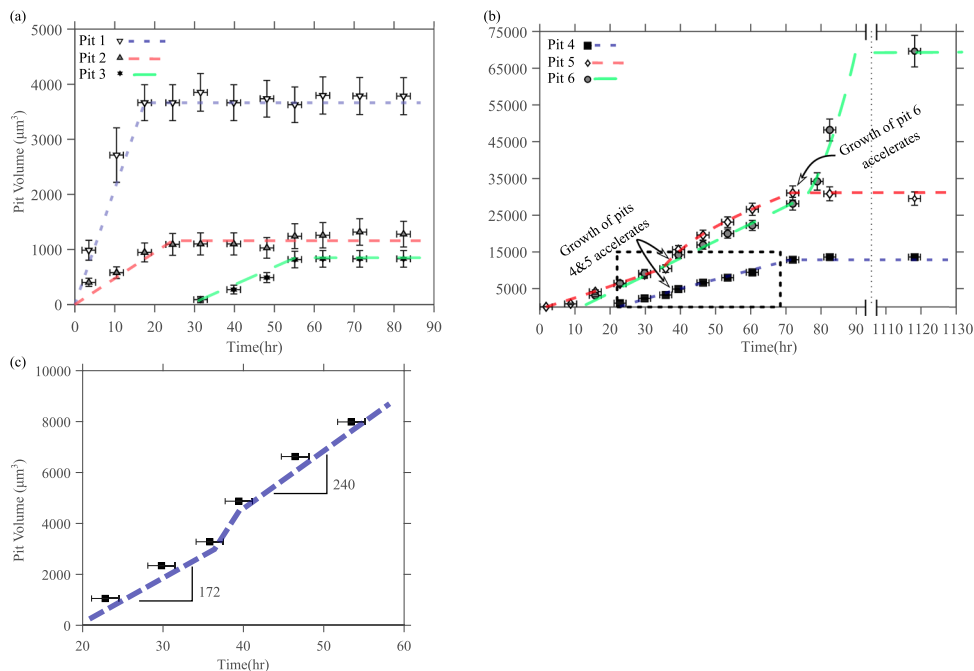 (a)
Pit 1
Pit 2
Pit 3
5000
4000
3000
2000
1000
0
Pit Volume (µm³)
0 10 20 30 40 50 60 70 80 90
Time(hr)
(b)
Pit 4
Pit 5
Pit 6
75000
65000
55000
45000
35000
25000
15000
5000
Pit Volume (µm³)
Growth of pit 6
accelerates
Growth of pits
4&5 accelerates
0 10 20 30 40 50 60 70 80 90 1110 1120 1130
Time(hr)
(c)
10000
8000
6000
4000
2000
0
Pit Volume (µm³)
240
172
20 30 40 50 60
Time(hr)